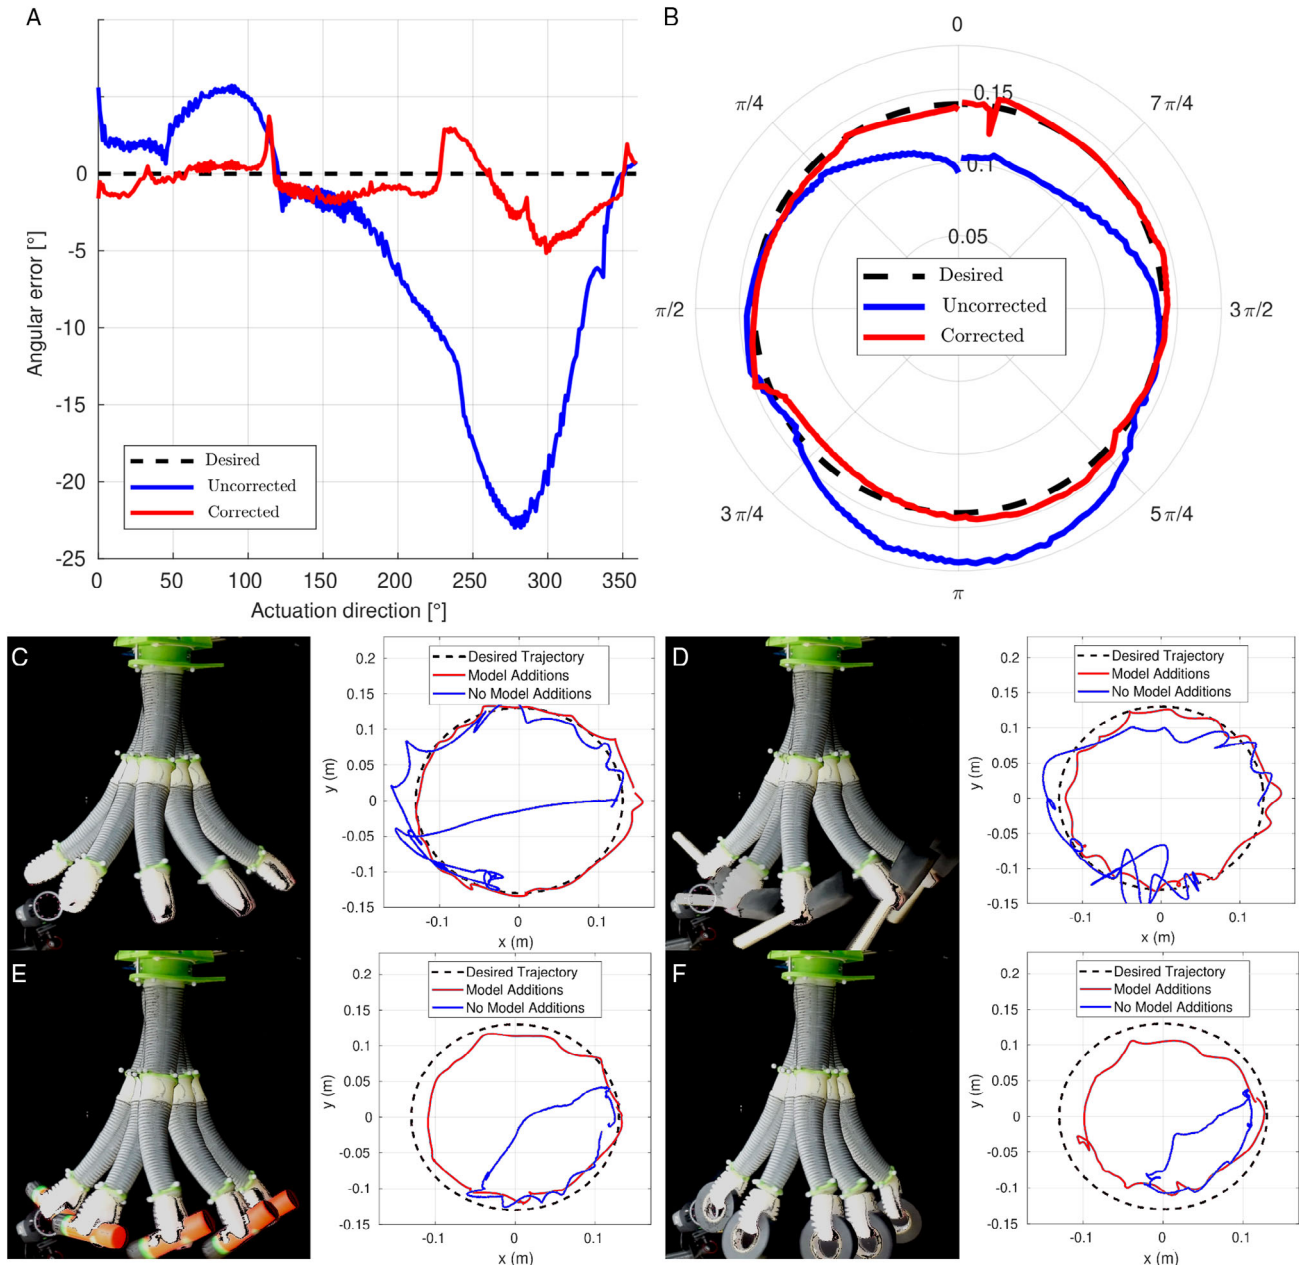 A
0
-5
-10
-15
-20
-25
0
50
100
150
200
250
300
350
Angular error [°]
Actuation direction [°]
Desired
Uncorrected
Corrected
B
0
π/4
7 π/4
0.15
0.1
0.05
π/2
3 π/2
Desired
Uncorrected
Corrected
3 π/4
5 π/4
π
C
0.2
0.15
0.1
0.05
0
-0.05
-0.1
-0.15
y (m)
Desired Trajectory
Model Additions
No Model Additions
-0.1
0
0.1
x (m)
D
0.2
0.15
0.1
0.05
0
-0.05
-0.1
-0.15
y (m)
Desired Trajectory
Model Additions
No Model Additions
-0.1
0
0.1
x (m)
E
0.2
0.15
0.1
0.05
0
-0.05
-0.1
-0.15
y (m)
Desired Trajectory
Model Additions
No Model Additions
-0.1
0
0.1
x (m)
F
0.2
0.15
0.1
0.05
0
-0.05
-0.1
-0.15
y (m)
Desired Trajectory
Model Additions
No Model Additions
-0.1
0
0.1
x (m)